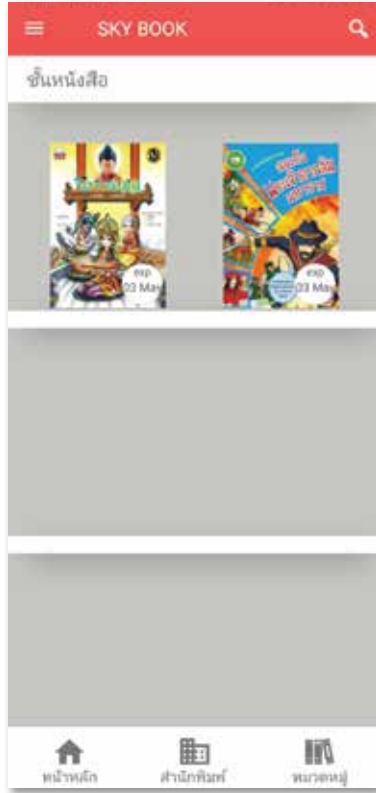 SKY BOOK
ชั้นหนังสือ
exp
03 May
exp
03 May
หน้าหลัก
สำนักพิมพ์
หมวดหมู่